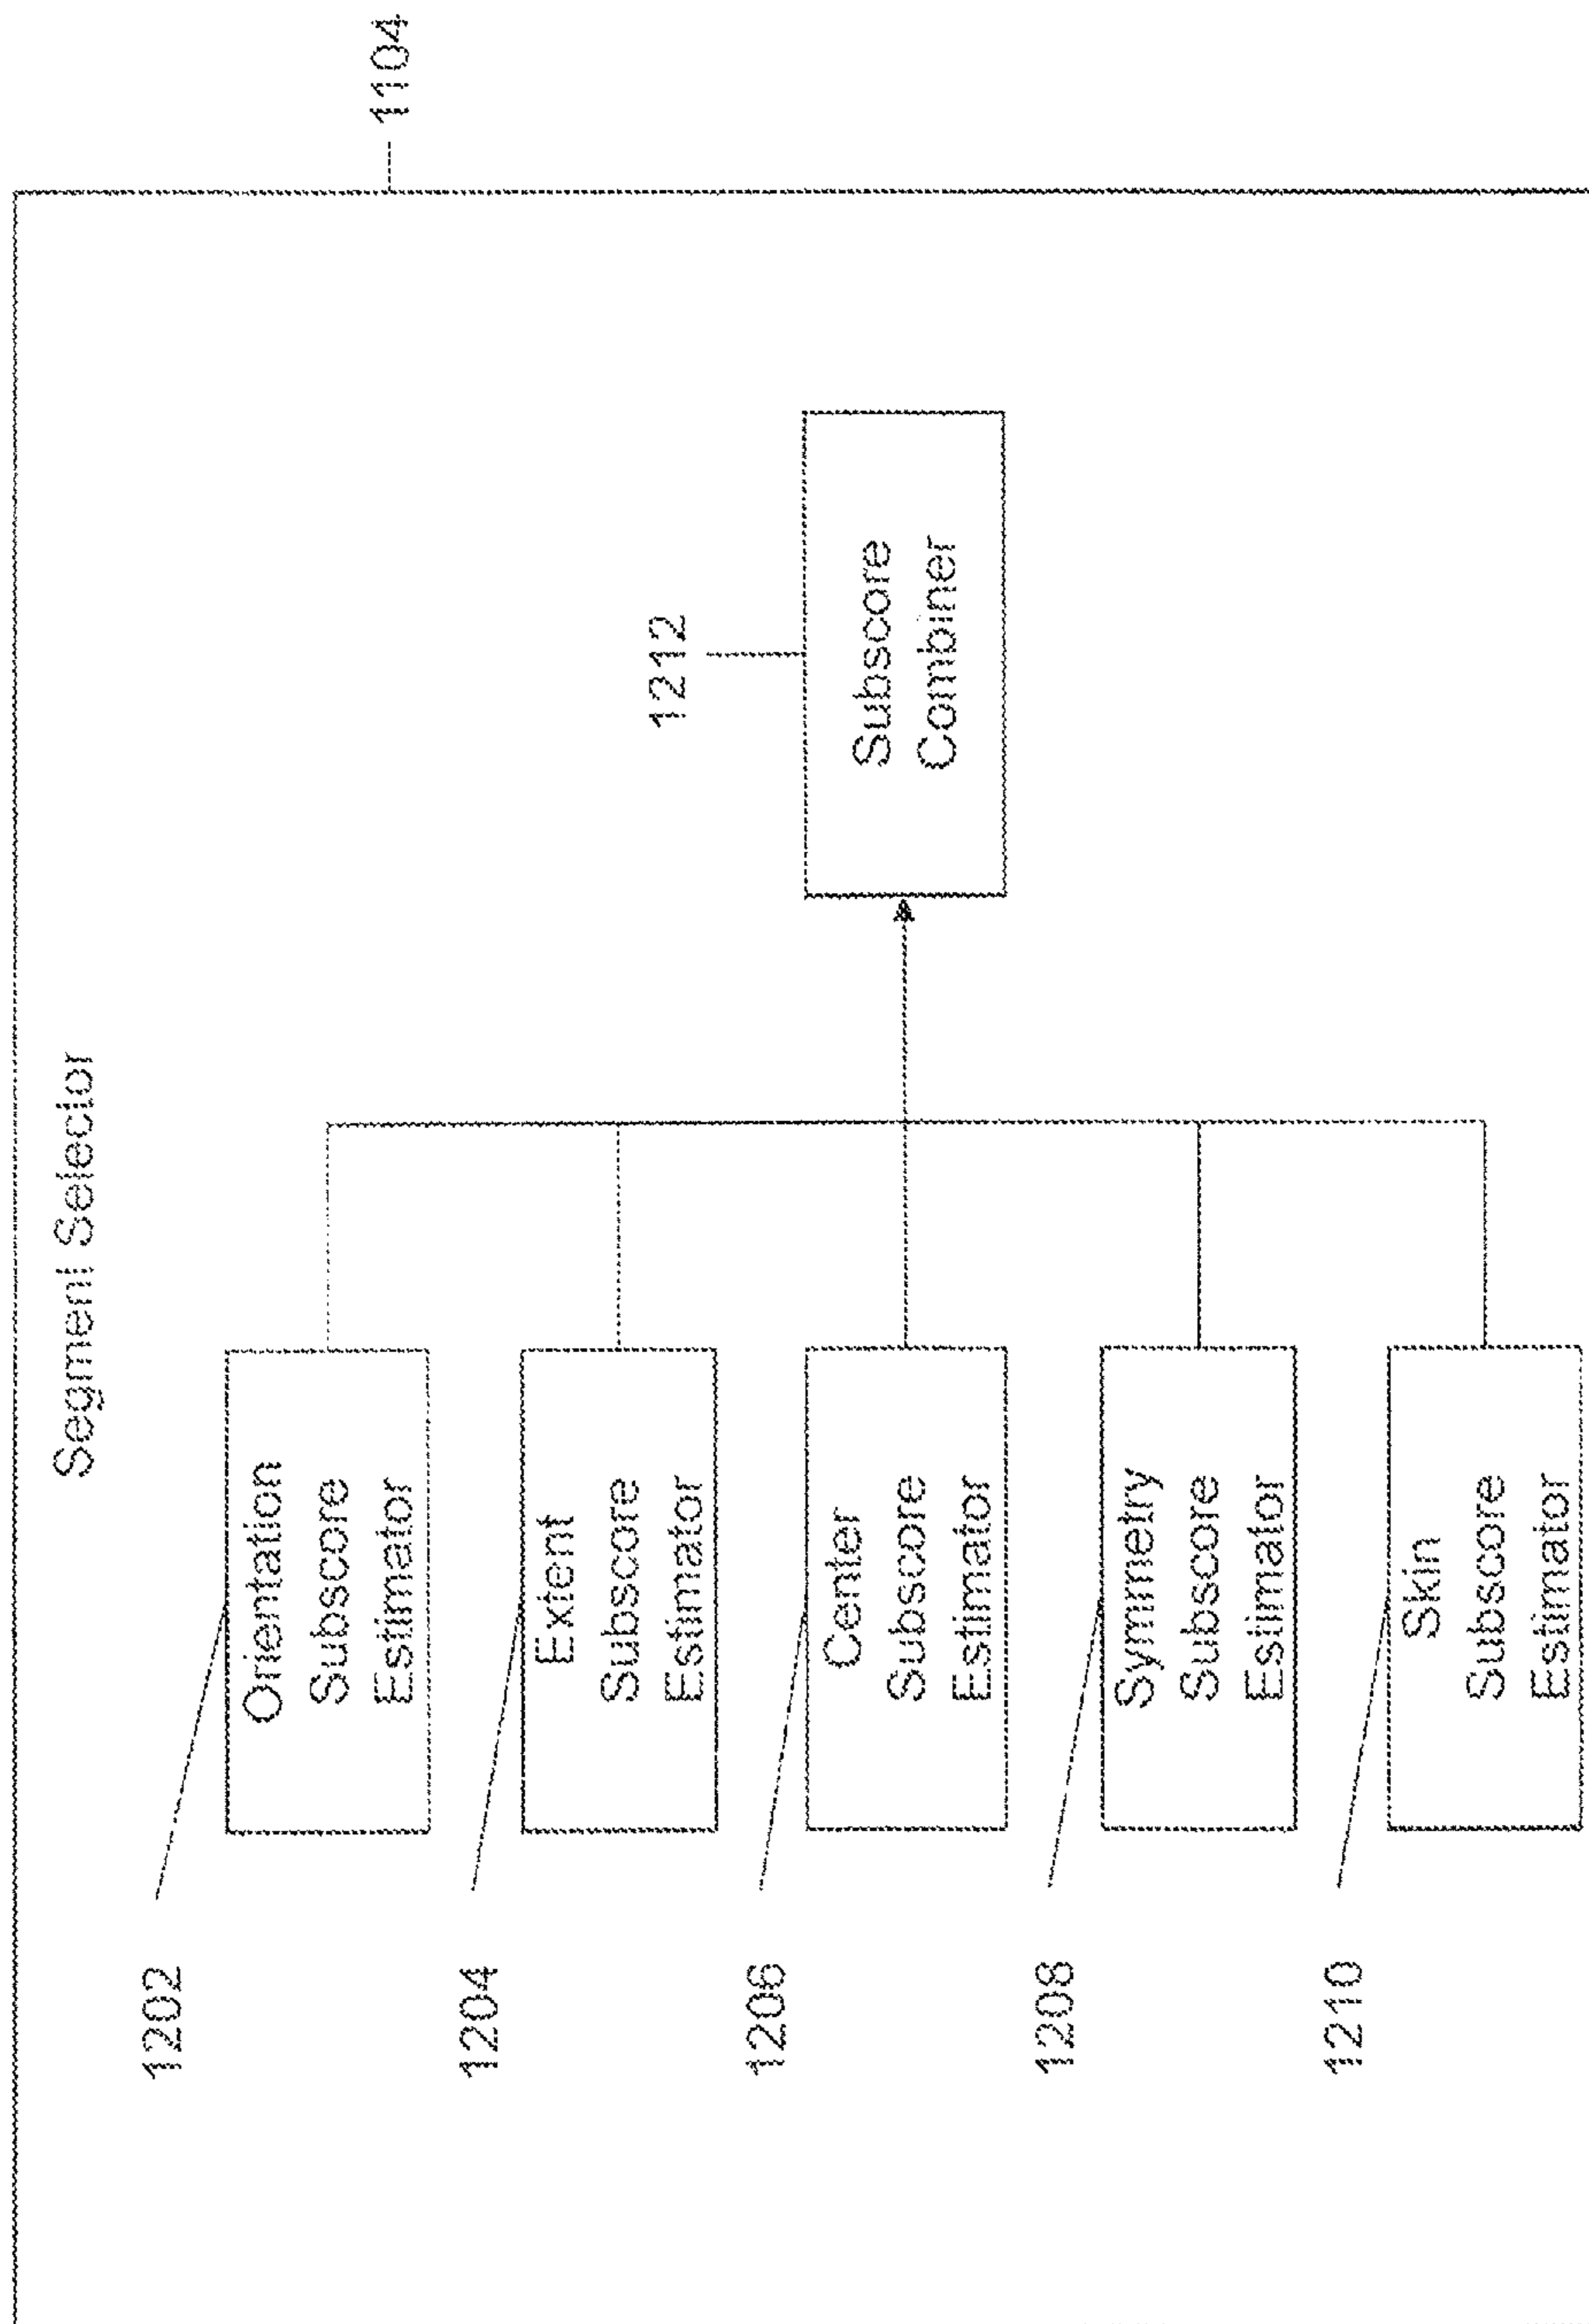 Segment Selector
1104
1202
Orientation
Subscore
Estimator
1204
Extent
Subscore
Estimator
1206
Center
Subscore
Estimator
1208
Symmetry
Subscore
Estimator
1210
Skin
Subscore
Estimator
1212
Subscore
Combiner